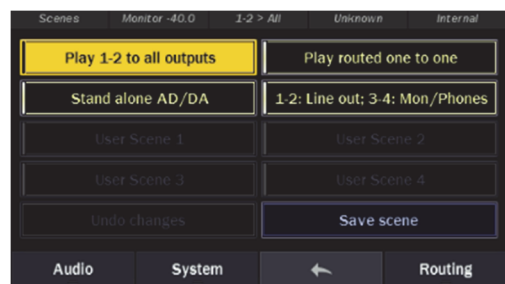 Scenes Monitor -40.0 1-2 > All Unknown Internal
Play 1-2 to all outputs Play routed one to one
Stand alone AD/DA 1-2: Line out; 3-4: Mon/Phones
User Scene 1 User Scene 2
User Scene 3 User Scene 4
Undo changes Save scene
Audio System Routing